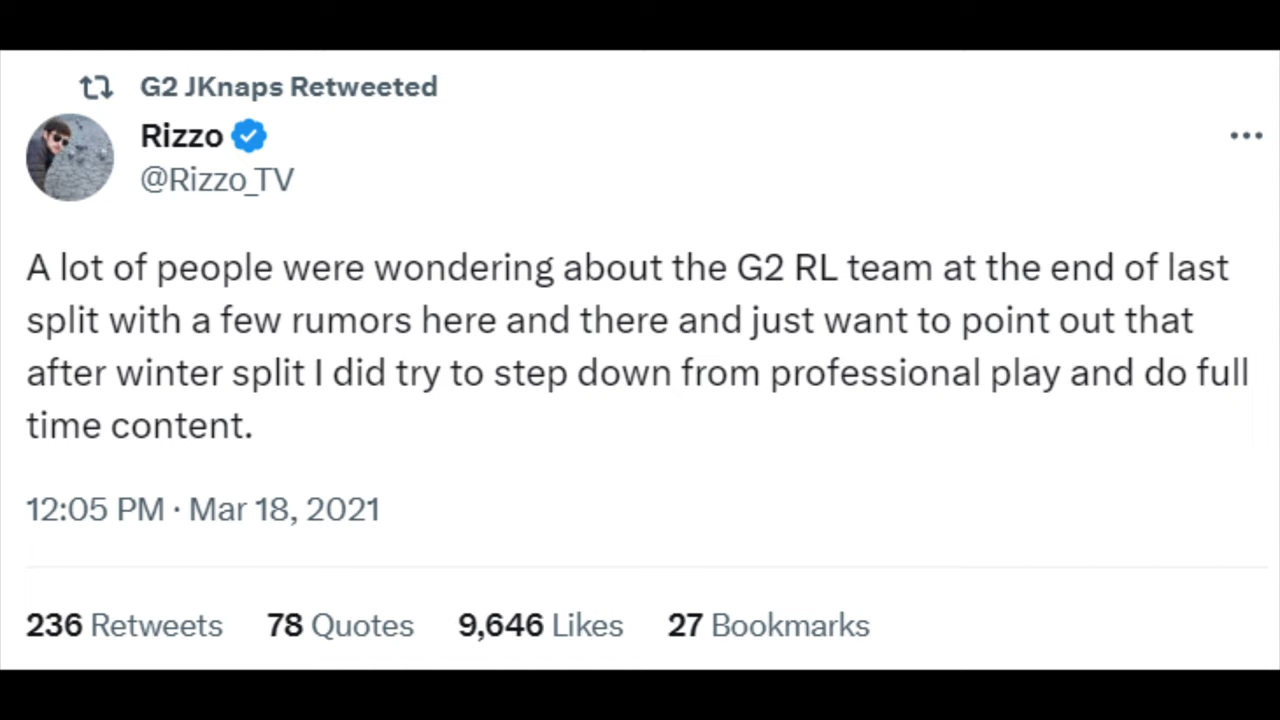 G2 JKnaps Retweeted
Rizzo
@Rizzo_TV
A lot of people were wondering about the G2 RL team at the end of last
split with a few rumors here and there and just want to point out that
after winter split I did try to step down from professional play and do full
time content.
12:05 PM · Mar 18, 2021
236 Retweets 78 Quotes 9,646 Likes 27 Bookmarks